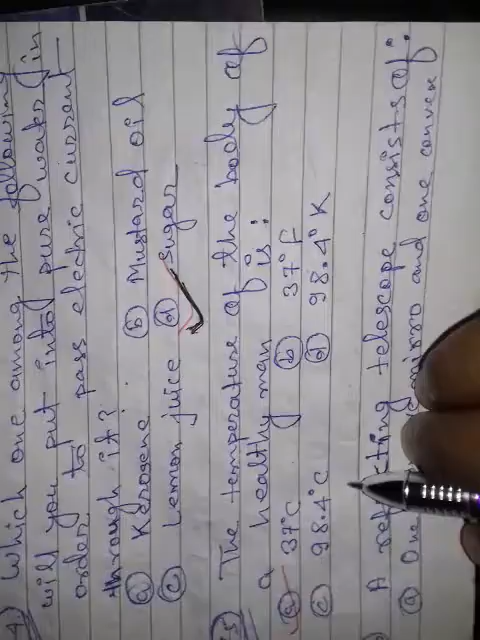 4. Which one among the following
will you put into pure water in
order to pass electric current
through it?
(a) Kerosene (b) Mustard oil
(c) Lemon juice (d) Sugar
5. The temperature of the body of
a healthy man is:
(a) 37°C (b) 37°F
(c) 98.4°C (d) 98.4°K
A telescope consists of:
(a) One and one convex